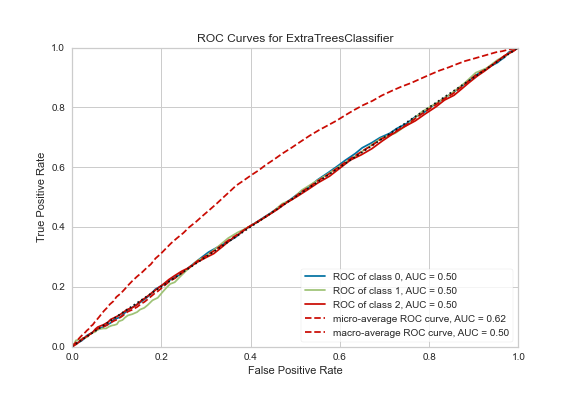 ROC Curves for ExtraTreesClassifier
1.0
0.8
0.6
0.4
0.2
0.0
True Positive Rate
ROC of class 0, AUC = 0.50
ROC of class 1, AUC = 0.50
ROC of class 2, AUC = 0.50
micro-average ROC curve, AUC = 0.62
macro-average ROC curve, AUC = 0.50
0.0 0.2 0.4 0.6 0.8 1.0
False Positive Rate